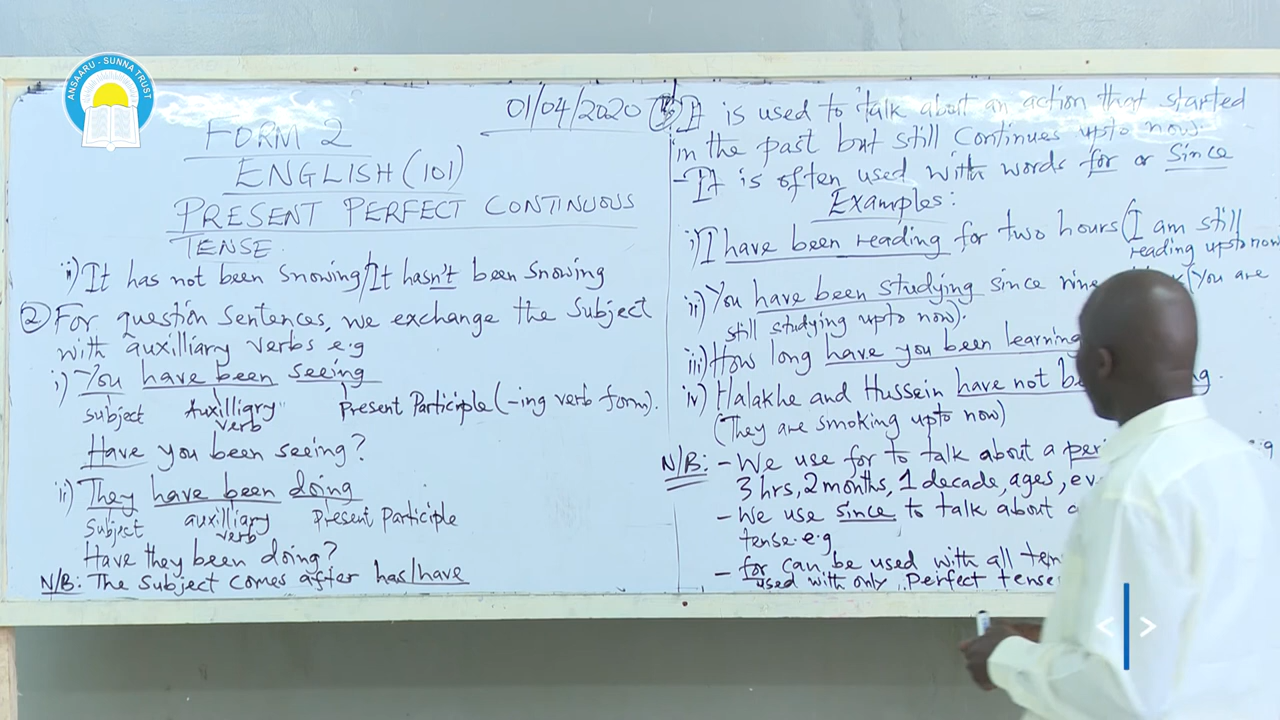 ANSAARU - SUNNA TRUST
01/04/2020
FORM 2
ENGLISH (101)
PRESENT PERFECT CONTINUOUS
TENSE.
ii) It has not been snowing/It hasn't been snowing
② For question sentences, we exchange the subject
with auxilliary verbs e.g
i) You have been seeing
subject Auxilligry verb Present Participle (-ing verb form).
Have you been seeing?
ii) They have been doing
Subject auxilliary verb Present Participle
Have they been doing?
N/B: The subject comes after has/have
It is used to talk about an action that started
in the past but still continues upto now.
- It is often used with words for or since
Examples:
i) I have been reading for two hours (I am still
reading upto now
ii) You have been studying since nine (You are
still studying upto now).
iii) How long have you been learning
iv) Halakhe and Hussein have not
(They are smoking upto now)
N/B: - We use for to talk about a e.g
3 hrs, 2 months, 1 decade, ages,
- We use since to talk about
tense e.g
- for can be used with all
used with only perfect tense
< >